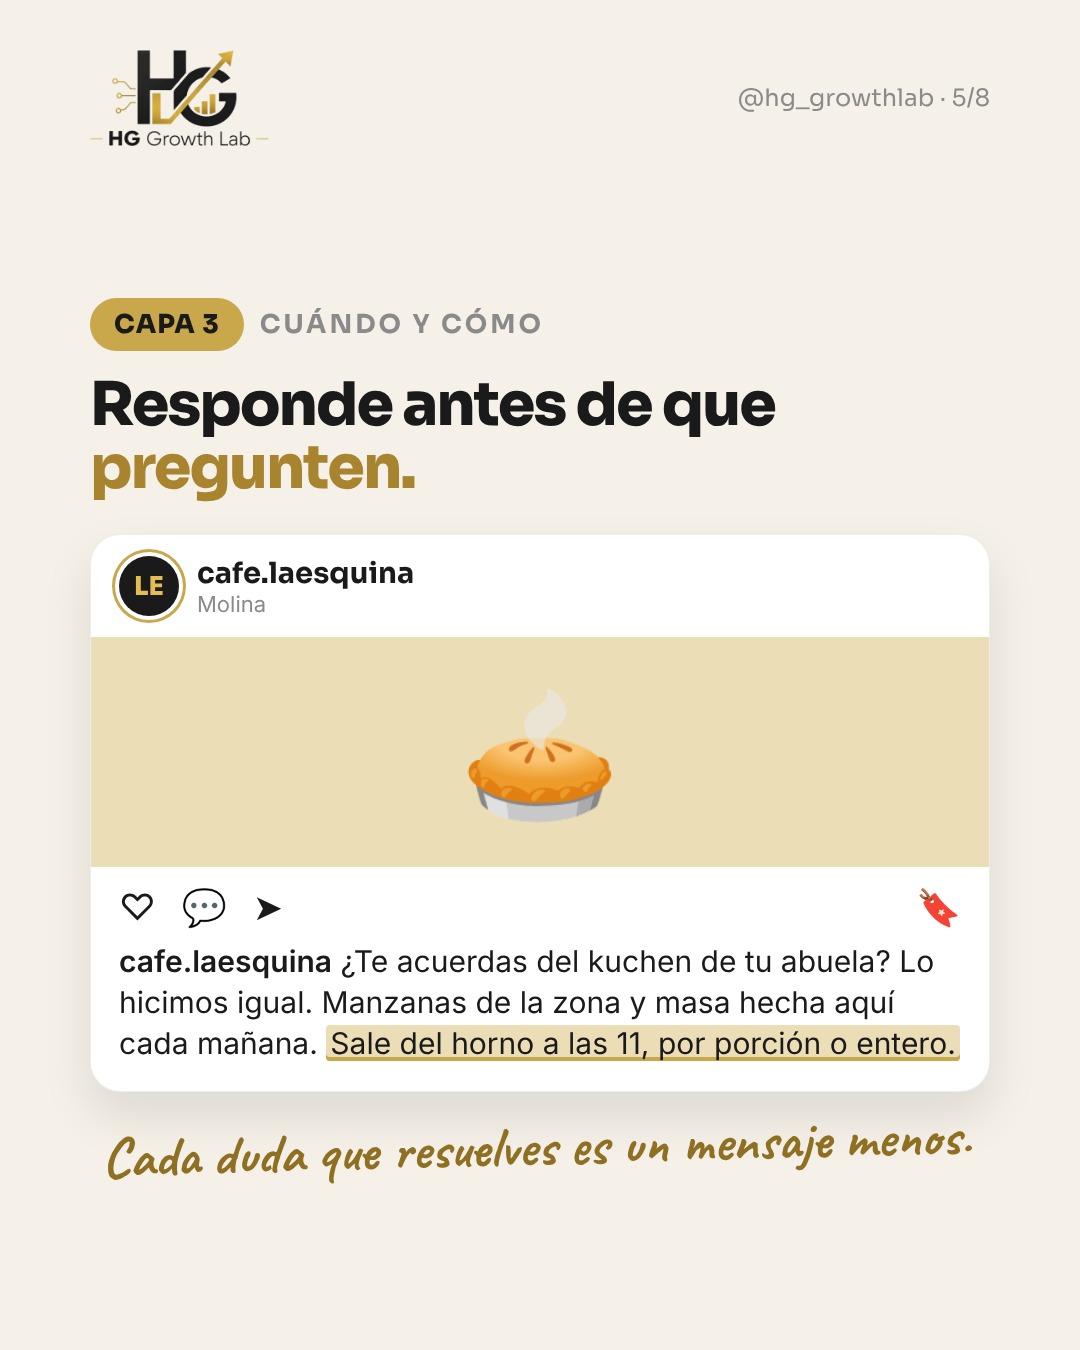 HG
HG Growth Lab
@hg_growthlab · 5/8
CAPA 3 CUÁNDO Y CÓMO
Responde antes de que
pregunten.
LE
cafe.laesquina
Molina
cafe.laesquina ¿Te acuerdas del kuchen de tu abuela? Lo
hicimos igual. Manzanas de la zona y masa hecha aquí
cada mañana. Sale del horno a las 11, por porción o entero.
Cada duda que resuelves es un mensaje menos.